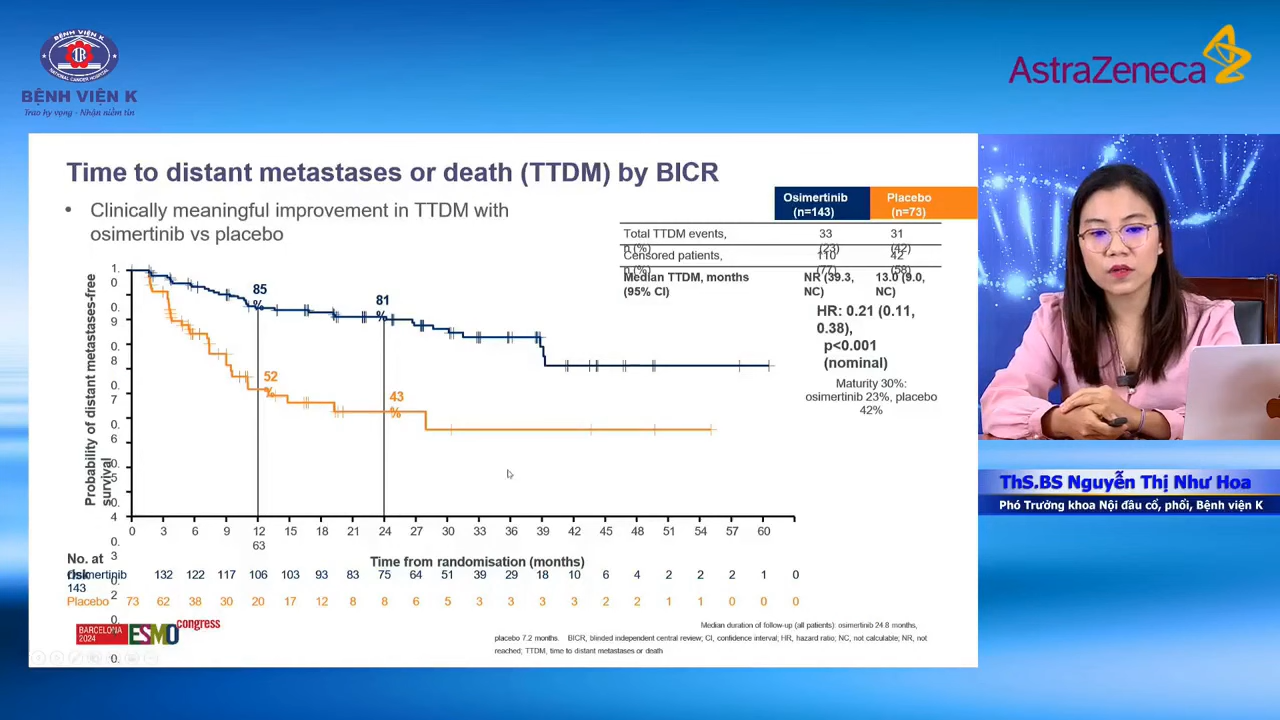 BỆNH VIỆN K
NATIONAL CANCER HOSPITAL
BỆNH VIỆN K
Trao hy vọng - Nhận niềm tin
AstraZeneca
Time to distant metastases or death (TTDM) by BICR
• Clinically meaningful improvement in TTDM with
osimertinib vs placebo
Osimertinib
(n=143)
Placebo
(n=73)
Total TTDM events,
n (%)
33
(23)
31
(42)
Censored patients,
n (%)
110
(77)
42
(58)
Median TTDM, months
(95% CI)
NR (39.3,
NC)
13.0 (9.0,
NC)
HR: 0.21 (0.11,
0.38),
p<0.001
(nominal)
Maturity 30%:
osimertinib 23%, placebo
42%
Probability of distant metastases-free
survival
1.
0.
9
0.
8
0.
7
0.
6
0.
5
0.
4
0.
3
0.
2
0.
0.
85
%
81
%
52
%
43
%
0 3 6 9 12 15 18 21 24 27 30 33 36 39 42 45 48 51 54 57 60
63
Time from randomisation (months)
No. at
risk
Osimertinib
143
132 122 117 106 103 93 83 75 64 51 39 29 18 10 6 4 2 2 2 1 0
Placebo 73 62 38 30 20 17 12 8 8 6 5 3 3 3 3 2 2 1 1 0 0 0
BARCELONA
2024
ESMO congress
Median duration of follow-up (all patients): osimertinib 24.8 months,
placebo 7.2 months. BICR, blinded independent central review; CI, confidence interval; HR, hazard ratio; NC, not calculable; NR, not
reached; TTDM, time to distant metastases or death
ThS.BS Nguyễn Thị Như Hoa
Phó Trưởng khoa Nội đầu cổ, phổi, Bệnh viện K